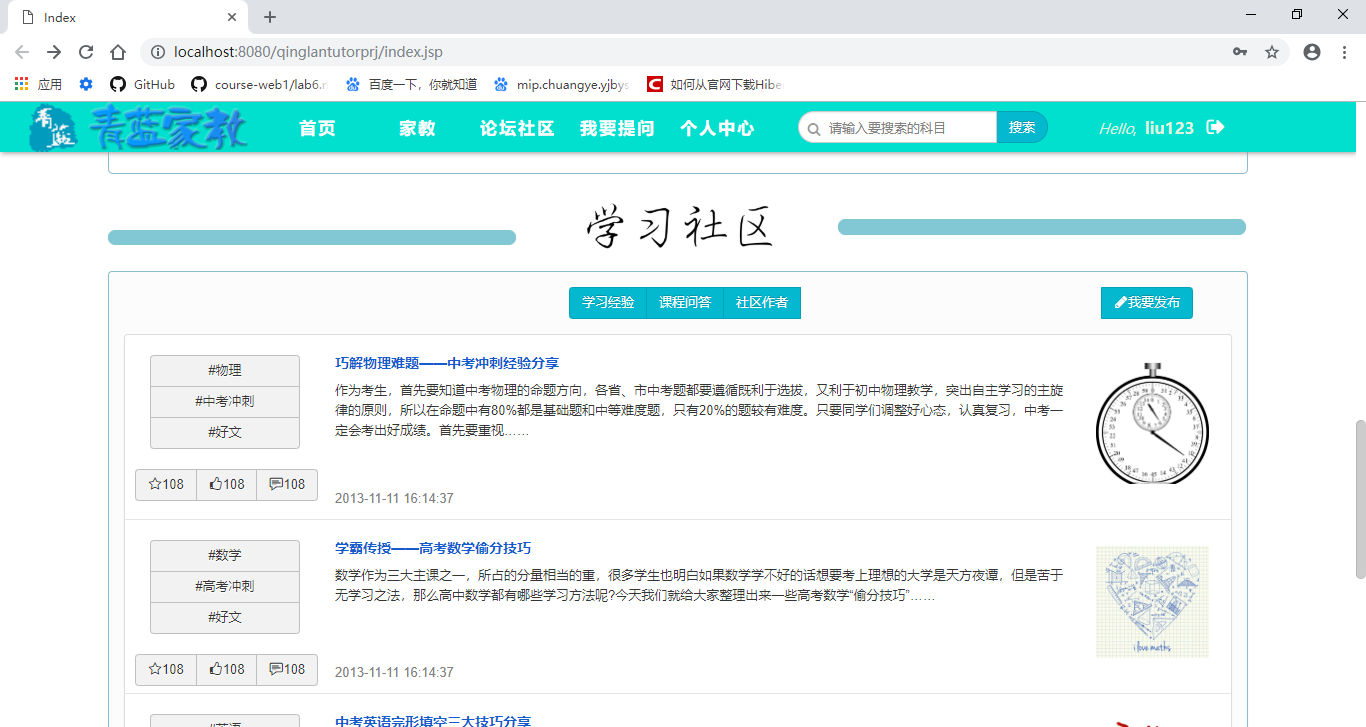 Index
localhost:8080/qinglantutorprj/index.jsp
应用
GitHub
course-web1/lab6.r
百度一下，你就知道
mip.chuangye.yjbys
如何从官网下载Hibe
青蓝
青蓝家教
首页
家教
论坛社区
我要提问
个人中心
请输入要搜索的科目
搜索
Hello, liu123
学习社区
学习经验
课程问答
社区作者
我要发布
#物理
#中考冲刺
#好文
108
108
108
巧解物理难题——中考冲刺经验分享
作为考生，首先要知道中考物理的命题方向，各省、市中考题都要遵循既利于选拔，又利于初中物理教学，突出自主学习的主旋
律的原则，所以在命题中有80%都是基础题和中等难度题，只有20%的题较有难度。只要同学们调整好心态，认真复习，中考一
定会考出好成绩。首先要重视……
2013-11-11 16:14:37
#数学
#高考冲刺
#好文
108
108
108
学霸传授——高考数学偷分技巧
数学作为三大主课之一，所占的分量相当的重，很多学生也明白如果数学学不好的话想要考上理想的大学是天方夜谭，但是苦于
无学习之法，那么高中数学都有哪些学习方法呢?今天我们就给大家整理出来一些高考数学“偷分技巧”……
2013-11-11 16:14:37
i love maths
#英语
中考英语完形填空三大技巧分享